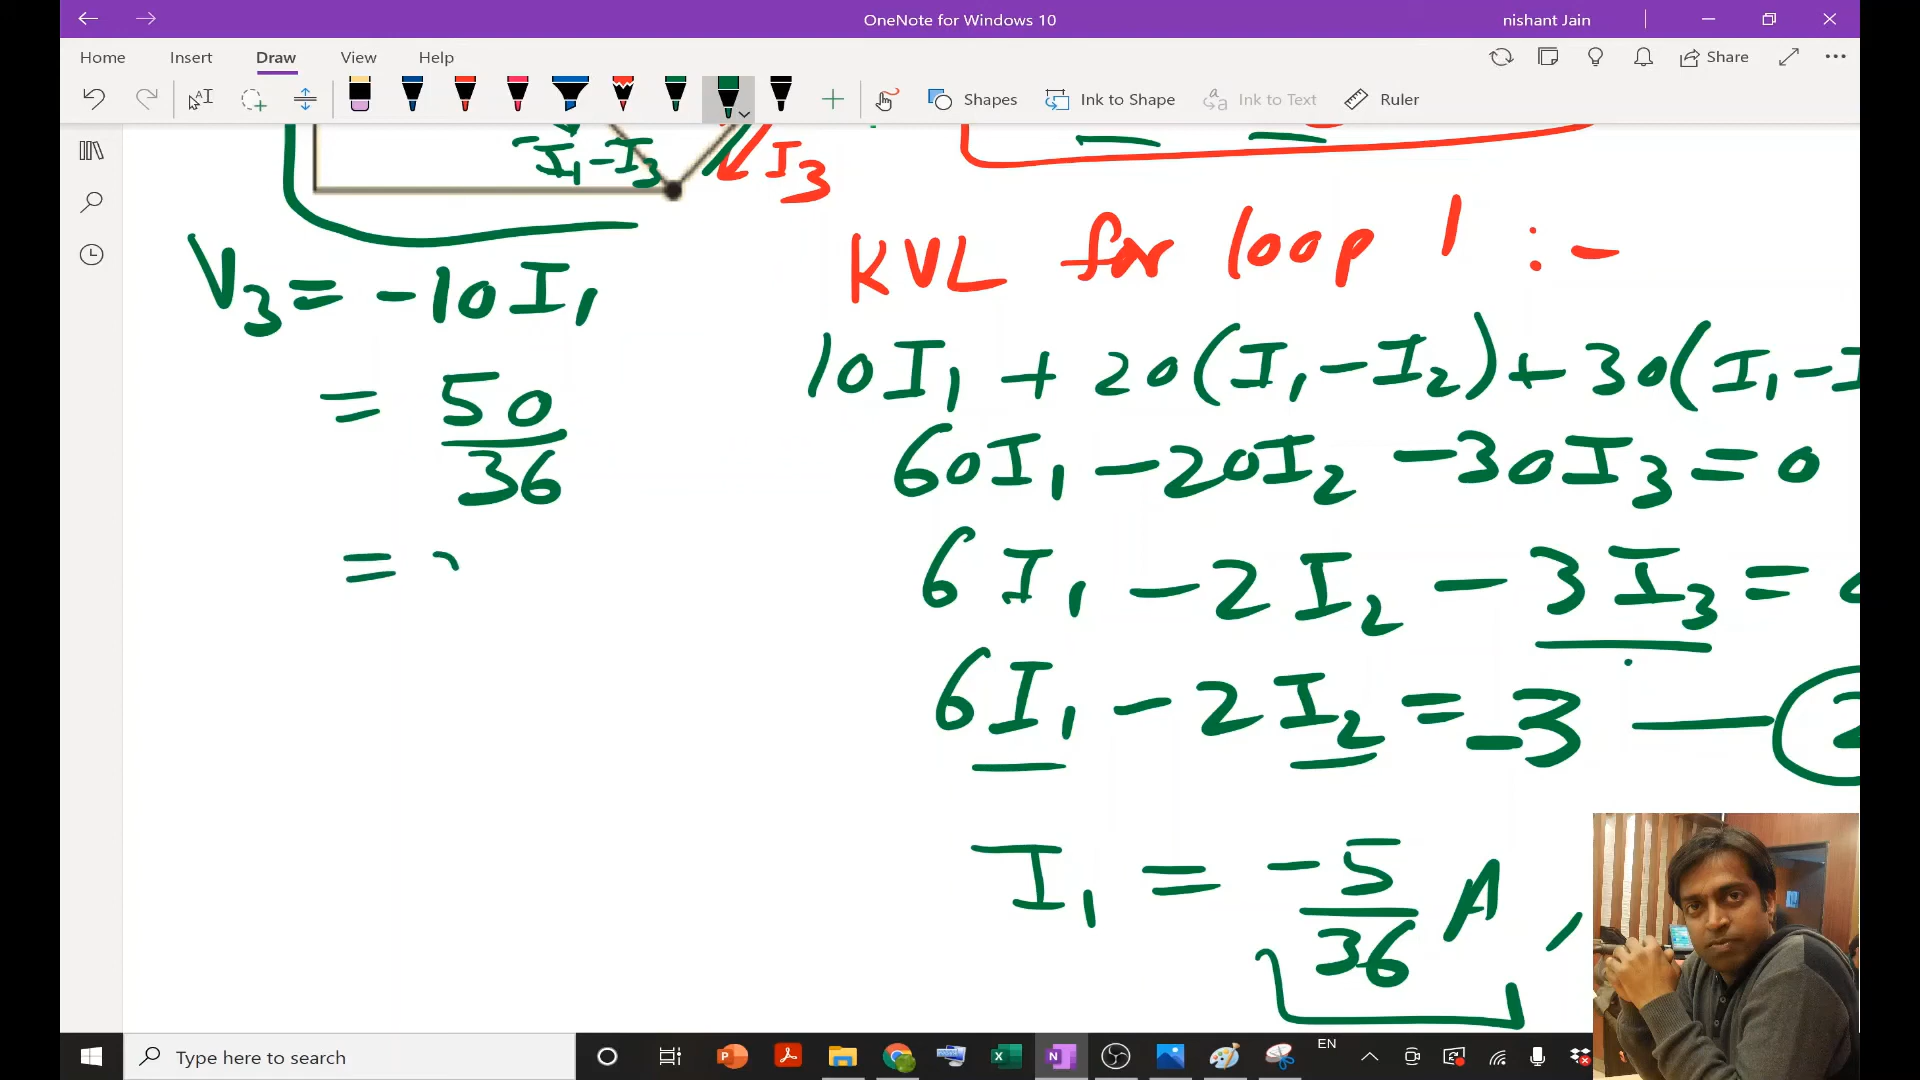 OneNote for Windows 10
nishant Jain
Home Insert Draw View Help
Share
Shapes Ink to Shape Ink to Text Ruler
I₁-I₃
I₃
KVL for loop 1 :-
V₃ = -10I₁
= 50/36
=
10I₁ + 20(I₁-I₂) + 30(I₁-I
60I₁ - 20I₂ - 30I₃ = 0
6I₁ - 2I₂ - 3I₃ = 0
6I₁ - 2I₂ = -3 — 2
I₁ = -5/36 A,
Type here to search
EN